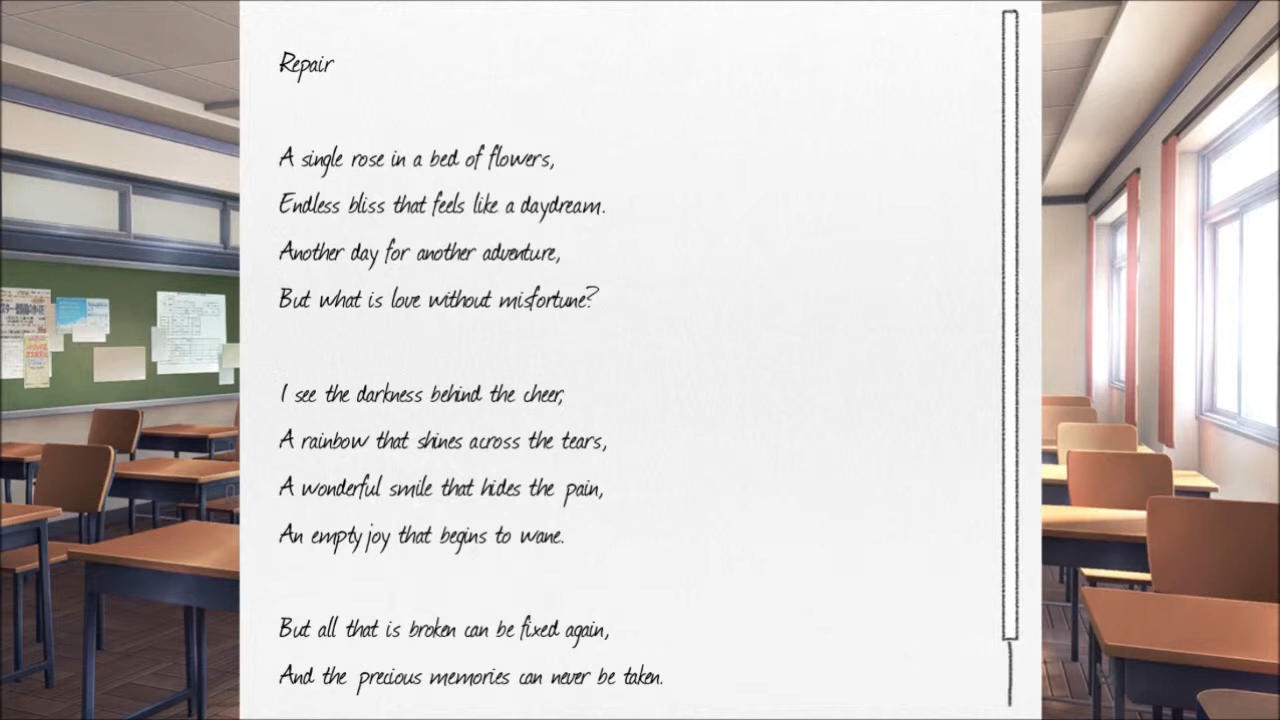 Repair
A single rose in a bed of flowers,
Endless bliss that feels like a daydream.
Another day for another adventure,
But what is love without misfortune?
I see the darkness behind the cheer,
A rainbow that shines across the tears,
A wonderful smile that hides the pain,
An empty joy that begins to wane.
But all that is broken can be fixed again,
And the precious memories can never be taken.